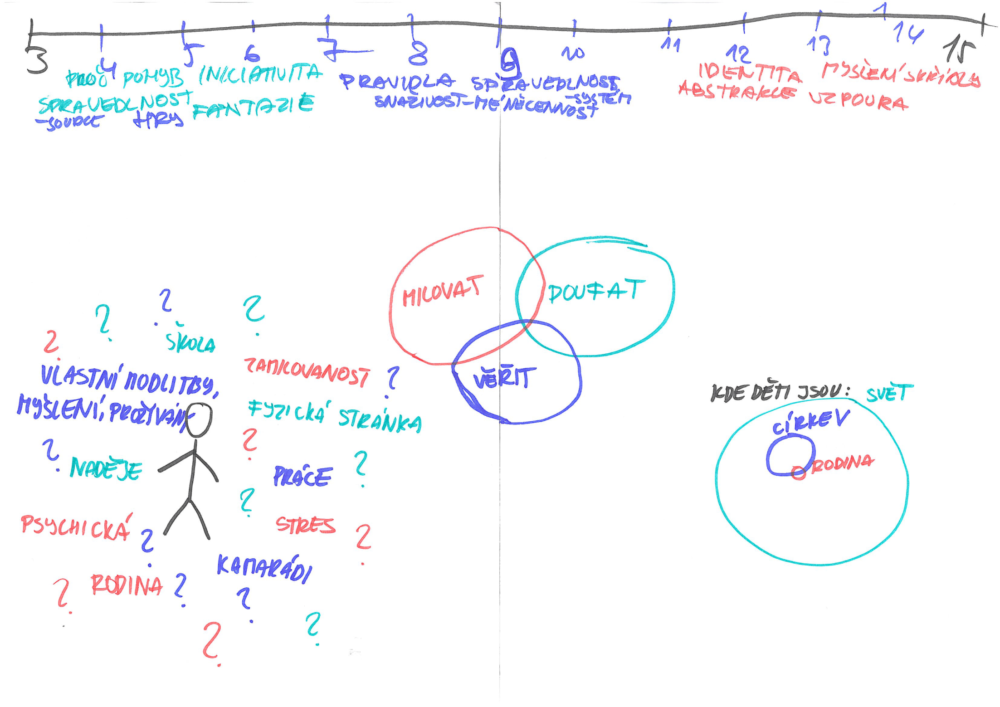 3 4 5 6 7 8 9 10 11 12 13 14 15
PROČ POHYB INICIATIVITA
SPRAVEDLNOST FANTAZIE
-SOUDCE HRY
PRAVIDLA SPRAVEDLNOST
-SYSTÉM
SNAŽIVOST-MÉNĚCENNOST
IDENTITA MYŠLENÍ SKŘÍDLY
ABSTRAKCE VZPOURA
MILOVAT
DOUFAT
VĚŘIT
? ? ? ?
ŠKOLA
VLASTNÍ MODLITBY,
MYŠLENÍ, PROŽÍVÁNÍ
ZAMILOVANOST ?
FYZICKÁ STRÁNKA
? ?
NADĚJE
PRÁCE ?
?
PSYCHICKÁ ?
STRES ?
KAMARÁDI
? RODINA ? ?
? ?
KDE DĚTI JSOU: SVĚT
CÍRKEV
RODINA